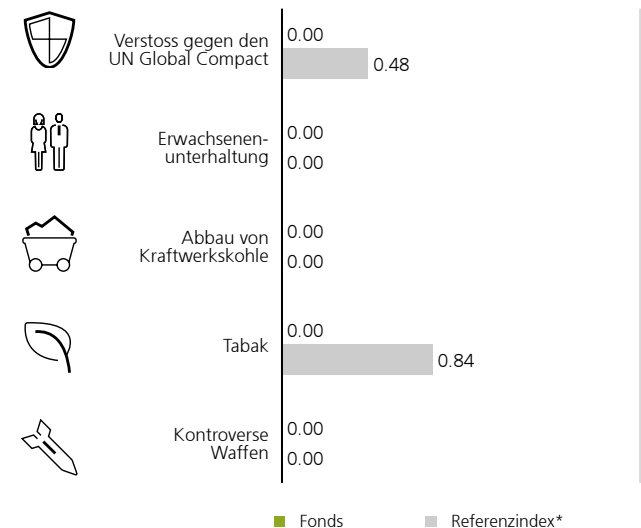 Verstoss gegen den
UN Global Compact
0.00
0.48
Erwachsenen-
unterhaltung
0.00
0.00
Abbau von
Kraftwerkskohle
0.00
0.00
Tabak
0.00
0.84
Kontroverse
Waffen
0.00
0.00
Fonds Referenzindex*